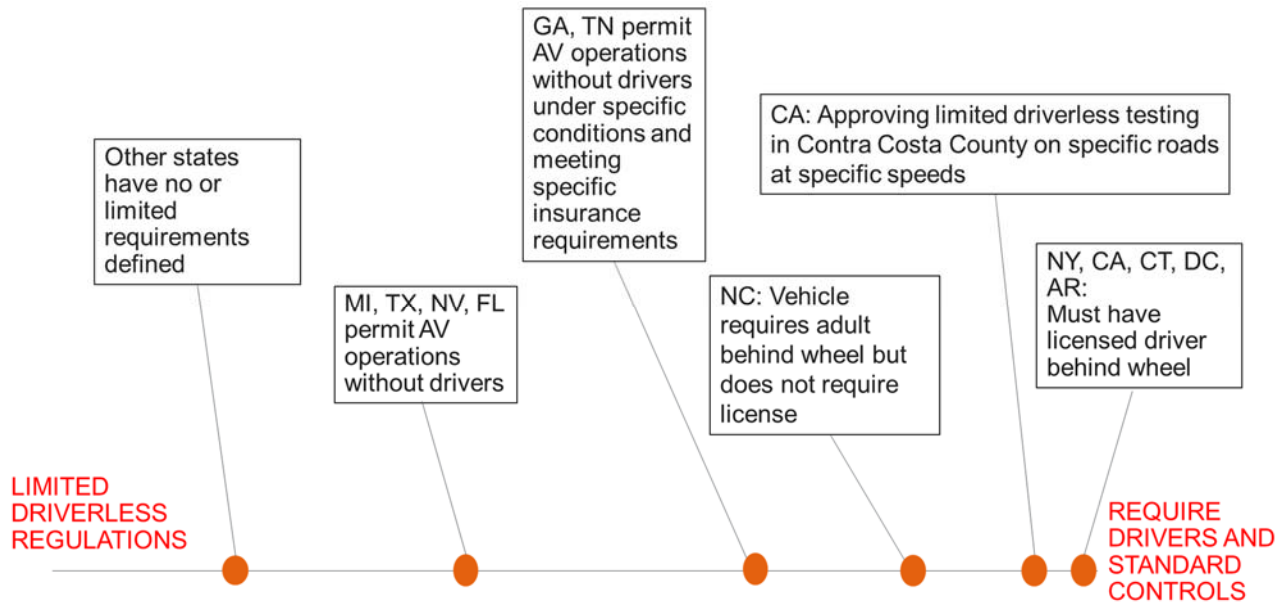 GA, TN permit
AV operations
without drivers
under specific
conditions and
meeting
specific
insurance
requirements
CA: Approving limited driverless testing
in Contra Costa County on specific roads
at specific speeds
Other states
have no or
limited
requirements
defined
NY, CA, CT, DC,
AR:
Must have
licensed driver
behind wheel
MI, TX, NV, FL
permit AV
operations
without drivers
NC: Vehicle
requires adult
behind wheel but
does not require
license
LIMITED
DRIVERLESS
REGULATIONS
REQUIRE
DRIVERS AND
STANDARD
CONTROLS